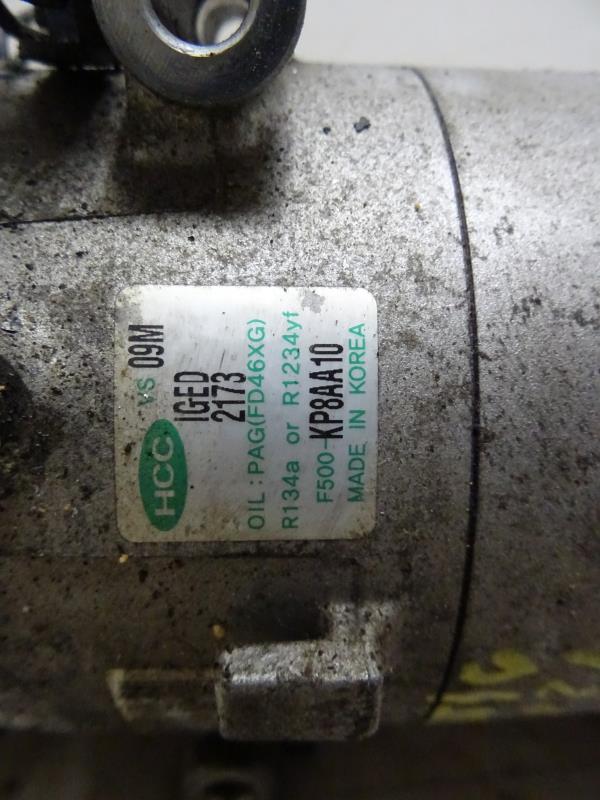 HCC VS 09M
IGED
2173
OIL : PAG(FD46XG)
R134a or R1234yf
F500-KP8AA10
MADE IN KOREA